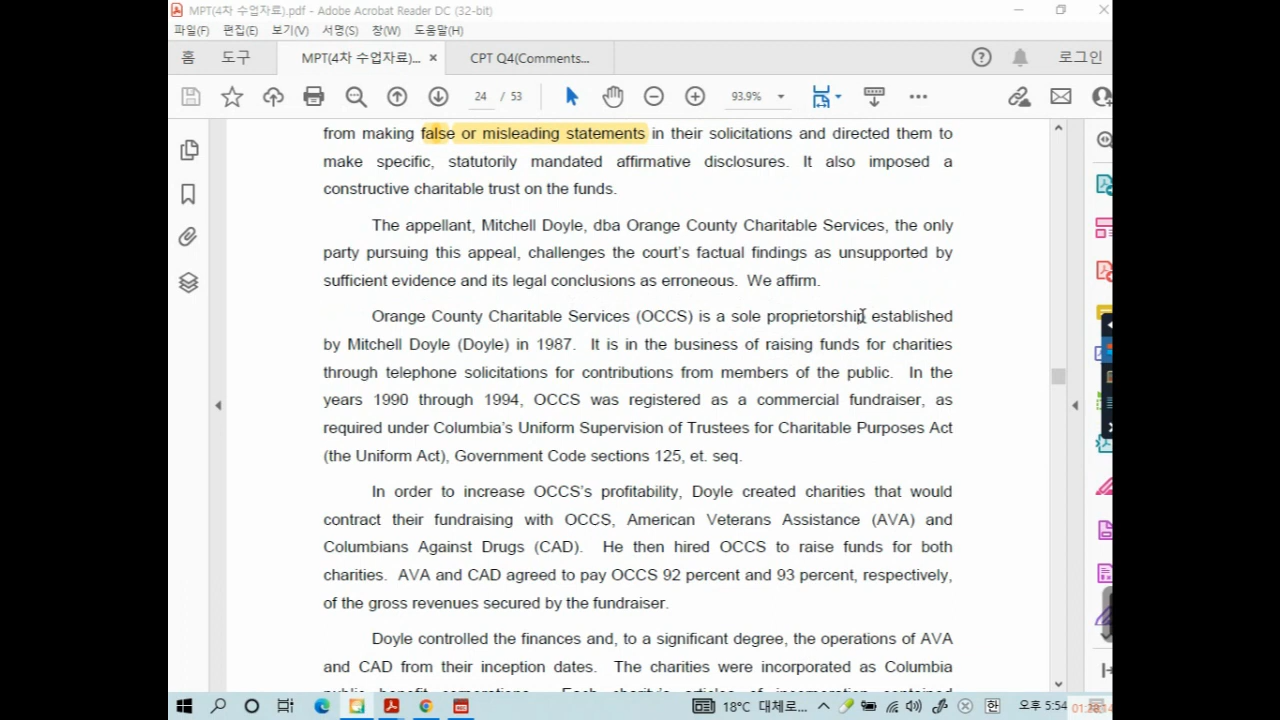 MPT(4차 수업자료).pdf - Adobe Acrobat Reader DC (32-bit)
파일(F) 편집(E) 보기(V) 서명(S) 창(W) 도움말(H)
홈 도구 MPT(4차 수업자료)... × CPT Q4(Comments... 로그인
24 / 53 93.9%
from making false or misleading statements in their solicitations and directed them to
make specific, statutorily mandated affirmative disclosures. It also imposed a
constructive charitable trust on the funds.
The appellant, Mitchell Doyle, dba Orange County Charitable Services, the only
party pursuing this appeal, challenges the court's factual findings as unsupported by
sufficient evidence and its legal conclusions as erroneous. We affirm.
Orange County Charitable Services (OCCS) is a sole proprietorship established
by Mitchell Doyle (Doyle) in 1987. It is in the business of raising funds for charities
through telephone solicitations for contributions from members of the public. In the
years 1990 through 1994, OCCS was registered as a commercial fundraiser, as
required under Columbia's Uniform Supervision of Trustees for Charitable Purposes Act
(the Uniform Act), Government Code sections 125, et. seq.
In order to increase OCCS's profitability, Doyle created charities that would
contract their fundraising with OCCS, American Veterans Assistance (AVA) and
Columbians Against Drugs (CAD). He then hired OCCS to raise funds for both
charities. AVA and CAD agreed to pay OCCS 92 percent and 93 percent, respectively,
of the gross revenues secured by the fundraiser.
Doyle controlled the finances and, to a significant degree, the operations of AVA
and CAD from their inception dates. The charities were incorporated as Columbia
public benefit corporations. Each charity's articles of incorporation contained
18°C 대체로... 한 오후 5:54